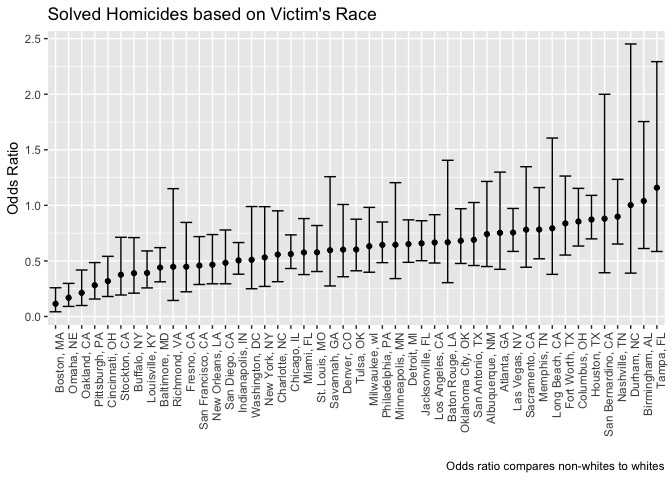 Solved Homicides based on Victim's Race
Odds Ratio
2.5
2.0
1.5
1.0
0.5
0.0
Boston, MA
Omaha, NE
Oakland, CA
Pittsburgh, PA
Cincinnati, OH
Stockton, CA
Buffalo, NY
Louisville, KY
Baltimore, MD
Richmond, VA
Fresno, CA
San Francisco, CA
New Orleans, LA
San Diego, CA
Indianapolis, IN
Washington, DC
New York, NY
Charlotte, NC
Chicago, IL
Miami, FL
St. Louis, MO
Savannah, GA
Denver, CO
Tulsa, OK
Milwaukee, wI
Philadelphia, PA
Minneapolis, MN
Detroit, MI
Jacksonville, FL
Los Angeles, CA
Baton Rouge, LA
Oklahoma City, OK
San Antonio, TX
Albuquerque, NM
Atlanta, GA
Las Vegas, NV
Sacramento, CA
Memphis, TN
Long Beach, CA
Fort Worth, TX
Columbus, OH
Houston, TX
San Bernardino, CA
Nashville, TN
Durham, NC
Birmingham, AL
Tampa, FL
Odds ratio compares non-whites to whites